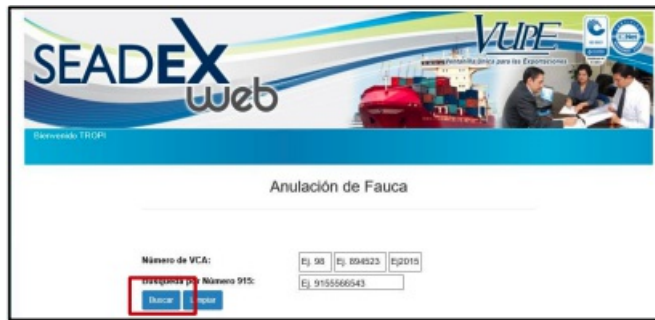 SEADEX
web
VUPE
Ventanilla Única para las Exportaciones
Bienvenido TROPI
Anulación de Fauca
Número de VCA: Ej. 98 Ej. 894523 Ej2015
Búsqueda por Número 915: Ej. 9155566543
Buscar Limpiar